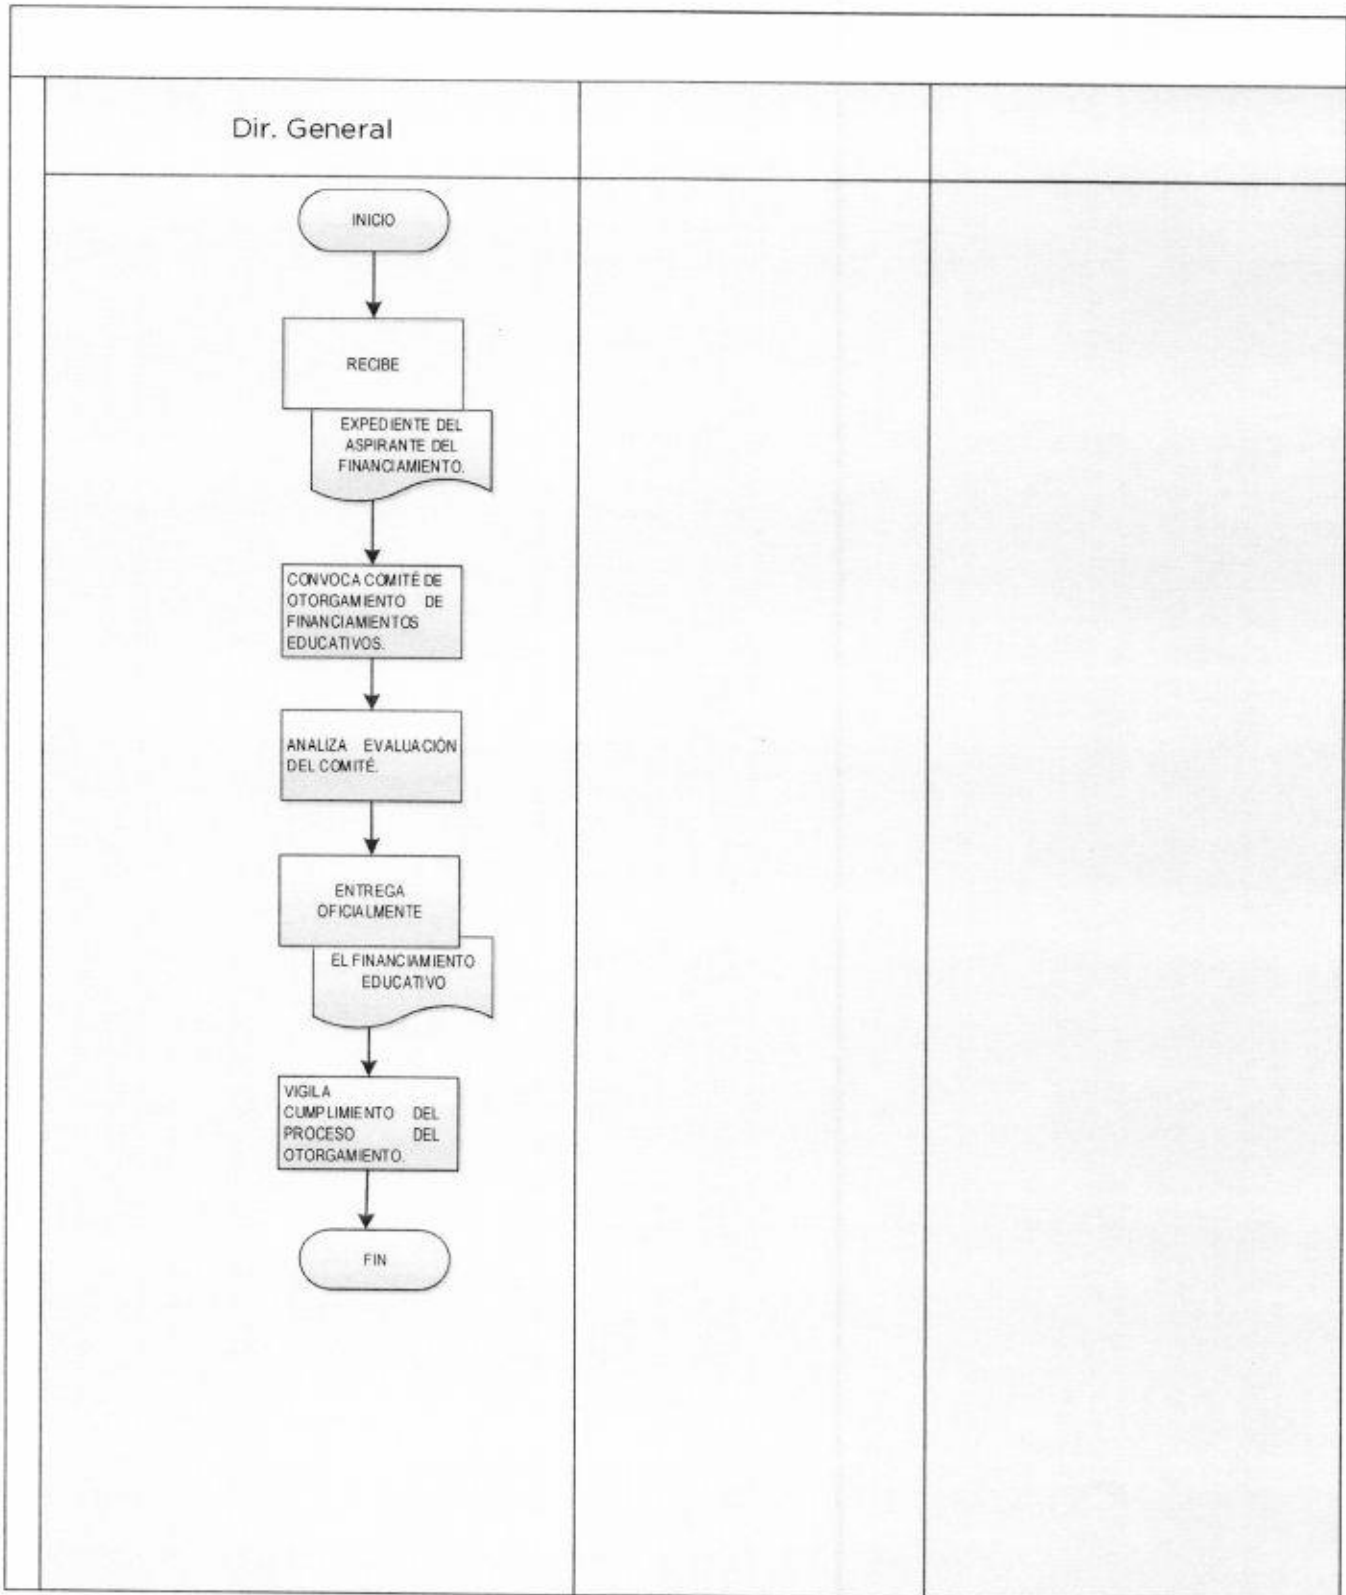 Dir. General
INICIO
RECIBE
EXPEDIENTE DEL
ASPIRANTE DEL
FINANCIAMIENTO.
CONVOCA COMITÉ DE
OTORGAMIENTO DE
FINANCIAMIENTOS
EDUCATIVOS.
ANALIZA EVALUACIÓN
DEL COMITÉ.
ENTREGA
OFICIALMENTE
EL FINANCIAMIENTO
EDUCATIVO
VIGILA
CUMPLIMIENTO DEL
PROCESO DEL
OTORGAMIENTO.
FIN